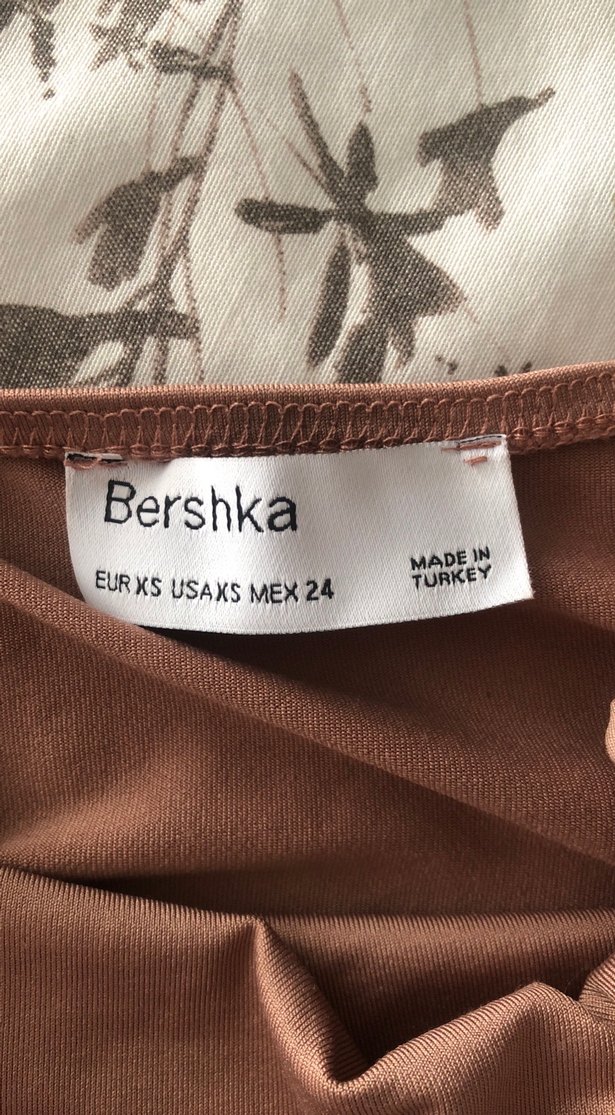 Bershka
EUR XS USA XS MEX 24
MADE IN
TURKEY